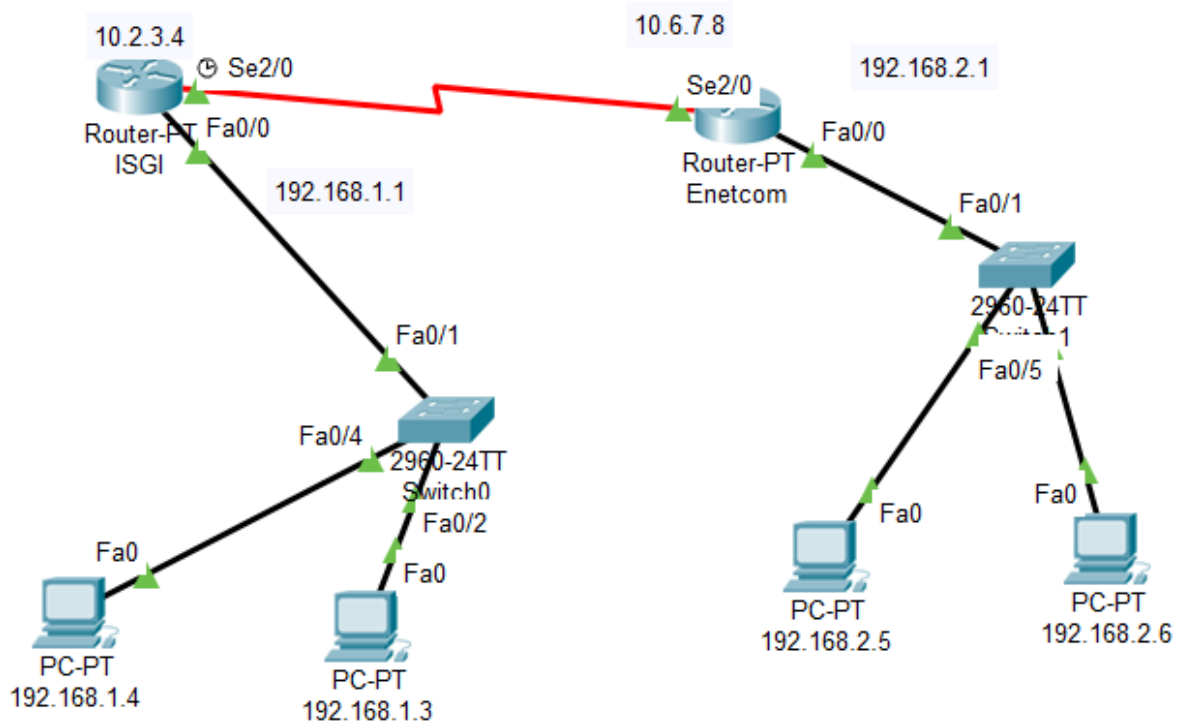 10.2.3.4
Se2/0
Router-PT
ISGI
Fa0/0
192.168.1.1
10.6.7.8
Se2/0
192.168.2.1
Router-PT
Enetcom
Fa0/0
Fa0/1
2960-24TT
Switch1
Fa0/5
Fa0/1
Fa0/4
2960-24TT
Switch0
Fa0/2
Fa0
PC-PT
192.168.1.4
Fa0
PC-PT
192.168.1.3
Fa0
PC-PT
192.168.2.5
Fa0
PC-PT
192.168.2.6